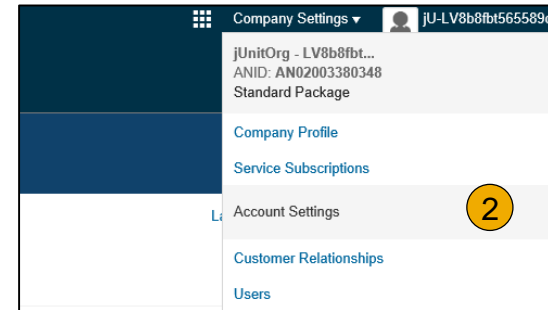 Company Settings ▾ jU-LV8b8fbt565589
jUnitOrg - LV8b8fbt...
ANID: AN02003380348
Standard Package
Company Profile
Service Subscriptions
Account Settings
2
Customer Relationships
Users